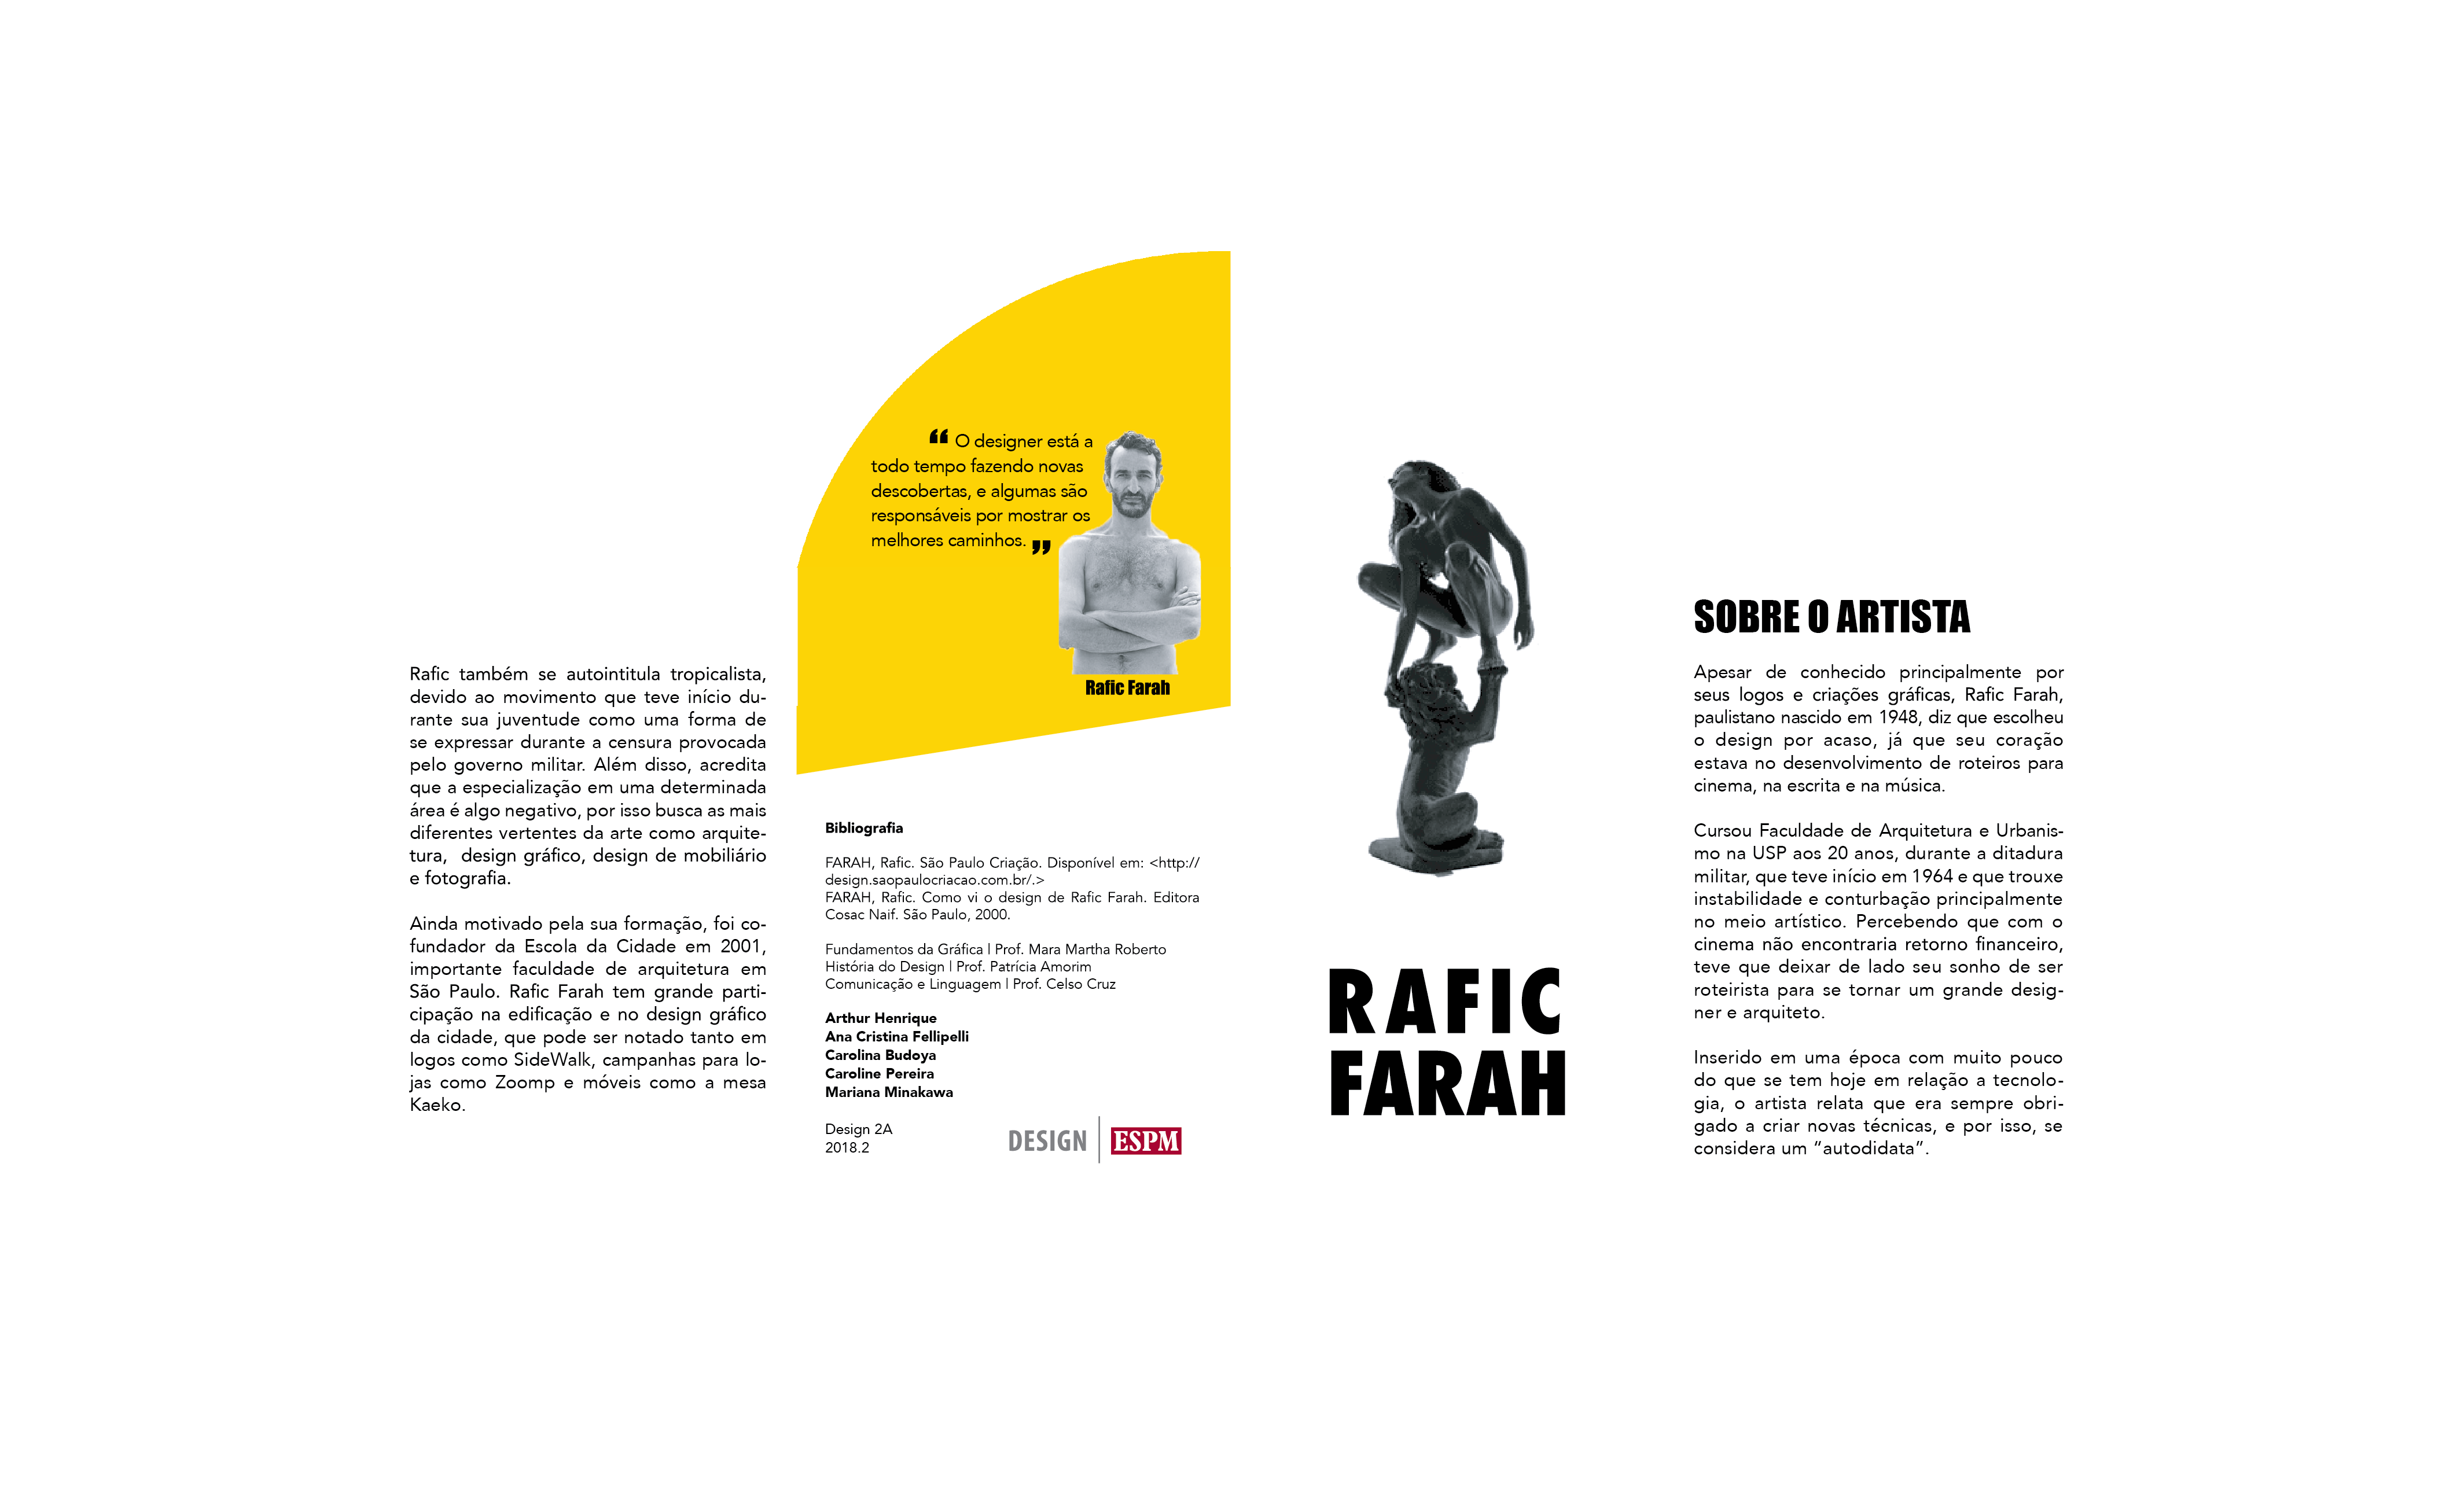 Rafic também se autointitula tropicalista,
devido ao movimento que teve início du-
rante sua juventude como uma forma de
se expressar durante a censura provocada
pelo governo militar. Além disso, acredita
que a especialização em uma determinada
área é algo negativo, por isso busca as mais
diferentes vertentes da arte como arquite-
tura, design gráfico, design de mobiliário
e fotografia.
Ainda motivado pela sua formação, foi co-
fundador da Escola da Cidade em 2001,
importante faculdade de arquitetura em
São Paulo. Rafic Farah tem grande parti-
cipação na edificação e no design gráfico
da cidade, que pode ser notado tanto em
logos como SideWalk, campanhas para lo-
jas como Zoomp e móveis como a mesa
Kaeko.
“ O designer está a
todo tempo fazendo novas
descobertas, e algumas são
responsáveis por mostrar os
melhores caminhos. ”
Rafic Farah
Bibliografia
FARAH, Rafic. São Paulo Criação. Disponível em: <http://
design.saopaulocriacao.com.br/.>
FARAH, Rafic. Como vi o design de Rafic Farah. Editora
Cosac Naif. São Paulo, 2000.
Fundamentos da Gráfica | Prof. Mara Martha Roberto
História do Design | Prof. Patrícia Amorim
Comunicação e Linguagem | Prof. Celso Cruz
Arthur Henrique
Ana Cristina Fellipelli
Carolina Budoya
Caroline Pereira
Mariana Minakawa
Design 2A
2018.2
DESIGN | ESPM
RAFIC
FARAH
SOBRE O ARTISTA
Apesar de conhecido principalmente por
seus logos e criações gráficas, Rafic Farah,
paulistano nascido em 1948, diz que escolheu
o design por acaso, já que seu coração
estava no desenvolvimento de roteiros para
cinema, na escrita e na música.
Cursou Faculdade de Arquitetura e Urbanis-
mo na USP aos 20 anos, durante a ditadura
militar, que teve início em 1964 e que trouxe
instabilidade e conturbação principalmente
no meio artístico. Percebendo que com o
cinema não encontraria retorno financeiro,
teve que deixar de lado seu sonho de ser
roteirista para se tornar um grande desig-
ner e arquiteto.
Inserido em uma época com muito pouco
do que se tem hoje em relação a tecnolo-
gia, o artista relata que era sempre obri-
gado a criar novas técnicas, e por isso, se
considera um “autodidata”.